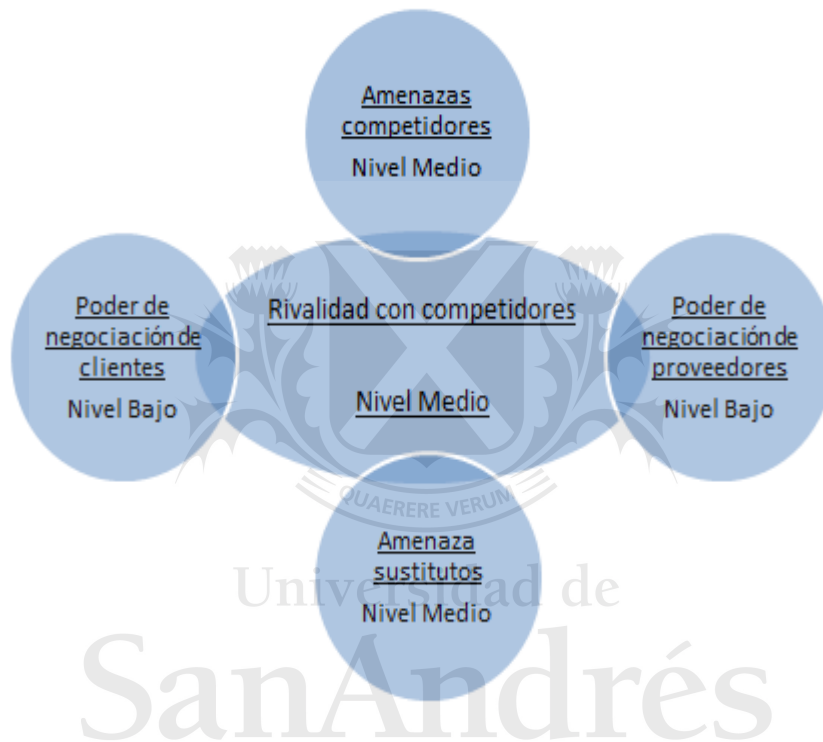 Amenazas
competidores
Nivel Medio
Poder de
negociación de
clientes
Nivel Bajo
Rivalidad con competidores
Nivel Medio
Poder de
negociación de
proveedores
Nivel Bajo
QUAERERE VERUM
Amenaza
sustitutos
Nivel Medio
Universidad de
SanAndrés